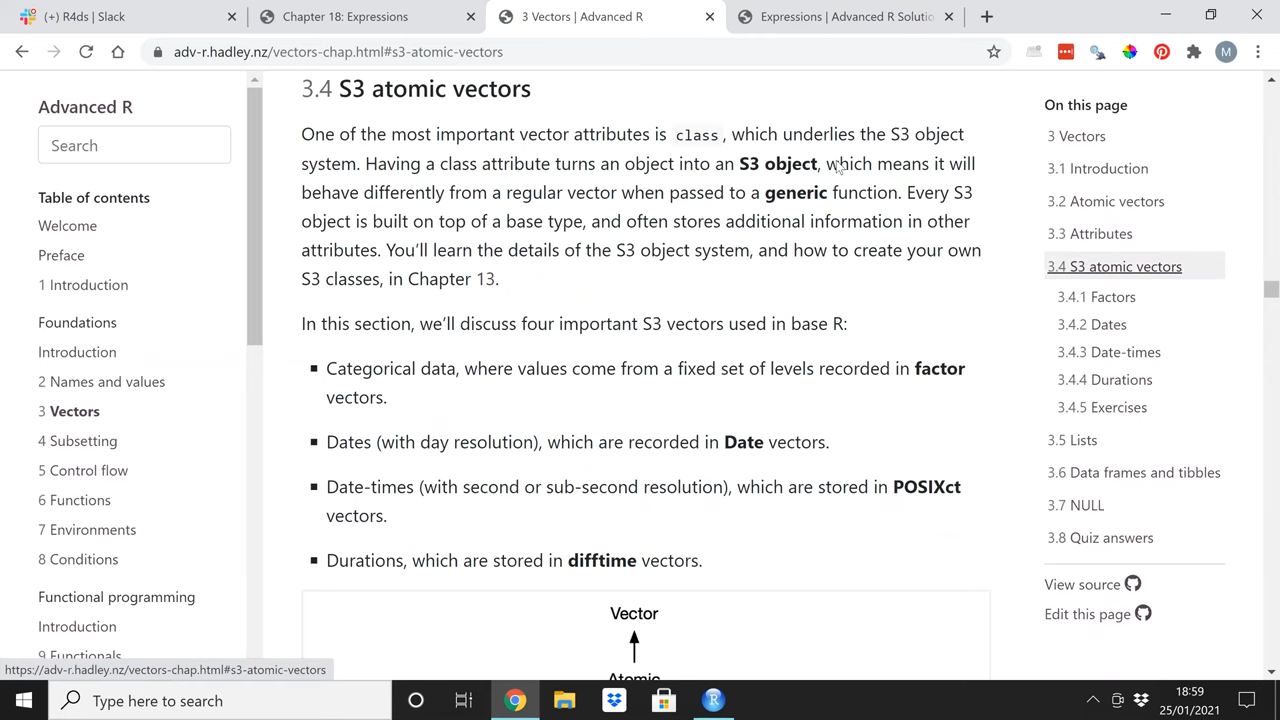 (+) R4ds | Slack
Chapter 18: Expressions
3 Vectors | Advanced R
Expressions | Advanced R Solutio
adv-r.hadley.nz/vectors-chap.html#s3-atomic-vectors
M
Advanced R
Search
Table of contents
Welcome
Preface
1 Introduction
Foundations
Introduction
2 Names and values
3 Vectors
4 Subsetting
5 Control flow
6 Functions
7 Environments
8 Conditions
Functional programming
Introduction
9 Functionals
https://adv-r.hadley.nz/vectors-chap.html#s3-atomic-vectors
3.4 S3 atomic vectors
One of the most important vector attributes is class, which underlies the S3 object
system. Having a class attribute turns an object into an S3 object, which means it will
behave differently from a regular vector when passed to a generic function. Every S3
object is built on top of a base type, and often stores additional information in other
attributes. You’ll learn the details of the S3 object system, and how to create your own
S3 classes, in Chapter 13.
In this section, we’ll discuss four important S3 vectors used in base R:
Categorical data, where values come from a fixed set of levels recorded in factor
vectors.
Dates (with day resolution), which are recorded in Date vectors.
Date-times (with second or sub-second resolution), which are stored in POSIXct
vectors.
Durations, which are stored in difftime vectors.
Vector
Atomic
On this page
3 Vectors
3.1 Introduction
3.2 Atomic vectors
3.3 Attributes
3.4 S3 atomic vectors
3.4.1 Factors
3.4.2 Dates
3.4.3 Date-times
3.4.4 Durations
3.4.5 Exercises
3.5 Lists
3.6 Data frames and tibbles
3.7 NULL
3.8 Quiz answers
View source
Edit this page
Type here to search
R
18:59
25/01/2021